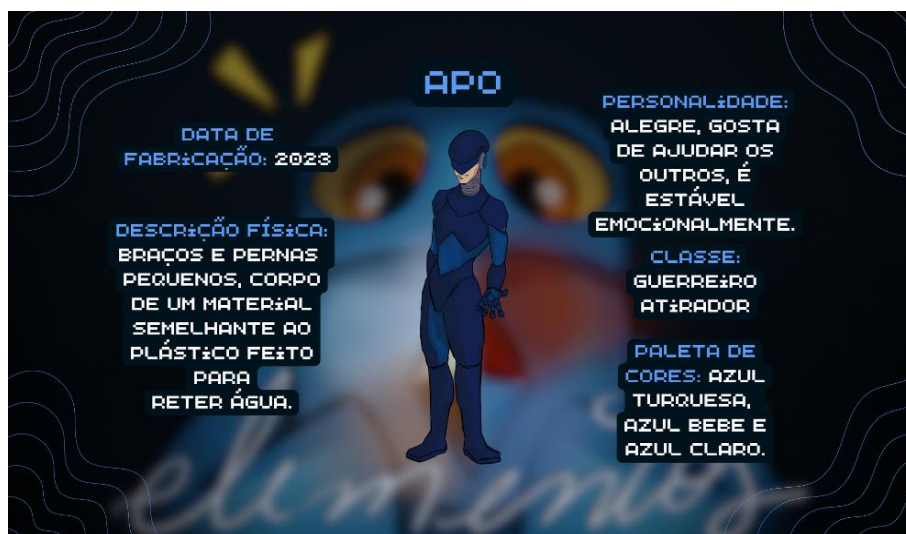 APO
DATA DE
FABRICAÇÃO: 2023
DESCRIÇÃO FÍSICA:
BRAÇOS E PERNAS
PEQUENOS, CORPO
DE UM MATERIAL
SEMELHANTE AO
PLÁSTICO FEITO
PARA
RETER ÁGUA.
PERSONALIDADE:
ALEGRE, GOSTA
DE AJUDAR OS
OUTROS, É
ESTÁVEL
EMOCIONALMENTE.
CLASSE:
GUERREIRO
ATIRADOR
PALETA DE
CORES: AZUL
TURQUESA,
AZUL BEBE E
AZUL CLARO.